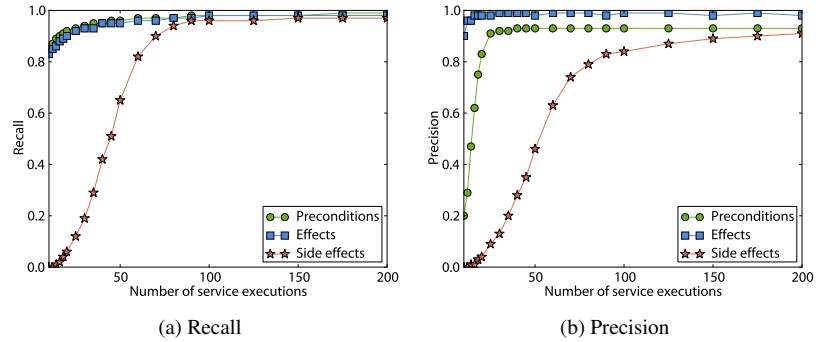 1.0
0.8
0.6
0.4
0.2
0.0
Recall
50
100
150
200
Number of service executions
Preconditions
Effects
Side effects
(a) Recall
1.0
0.8
0.6
0.4
0.2
0.0
Precision
50
100
150
200
Number of service executions
Preconditions
Effects
Side effects
(b) Precision